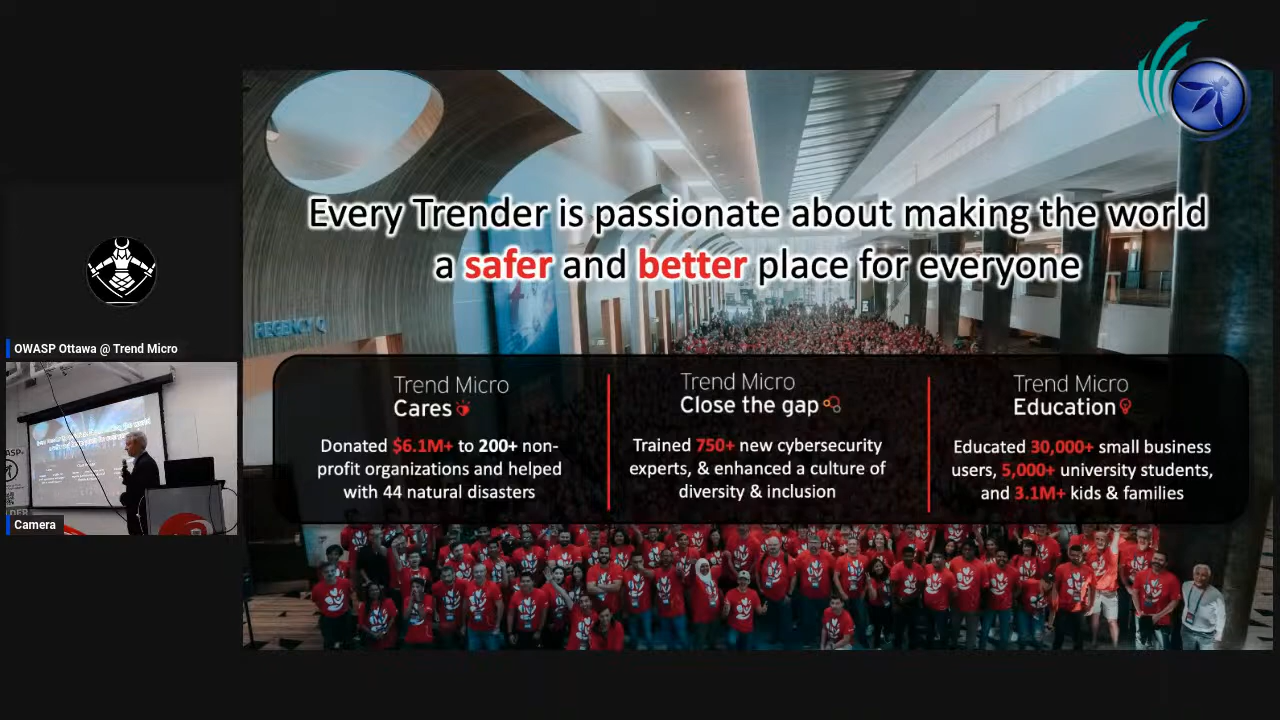 Every Trender is passionate about making the world
a safer and better place for everyone
REGENCY
Trend Micro
Cares
Donated $6.1M+ to 200+ non-
profit organizations and helped
with 44 natural disasters
Trend Micro
Close the gap
Trained 750+ new cybersecurity
experts, & enhanced a culture of
diversity & inclusion
Trend Micro
Education
Educated 30,000+ small business
users, 5,000+ university students,
and 3.1M+ kids & families
OWASP Ottawa @ Trend Micro
Camera